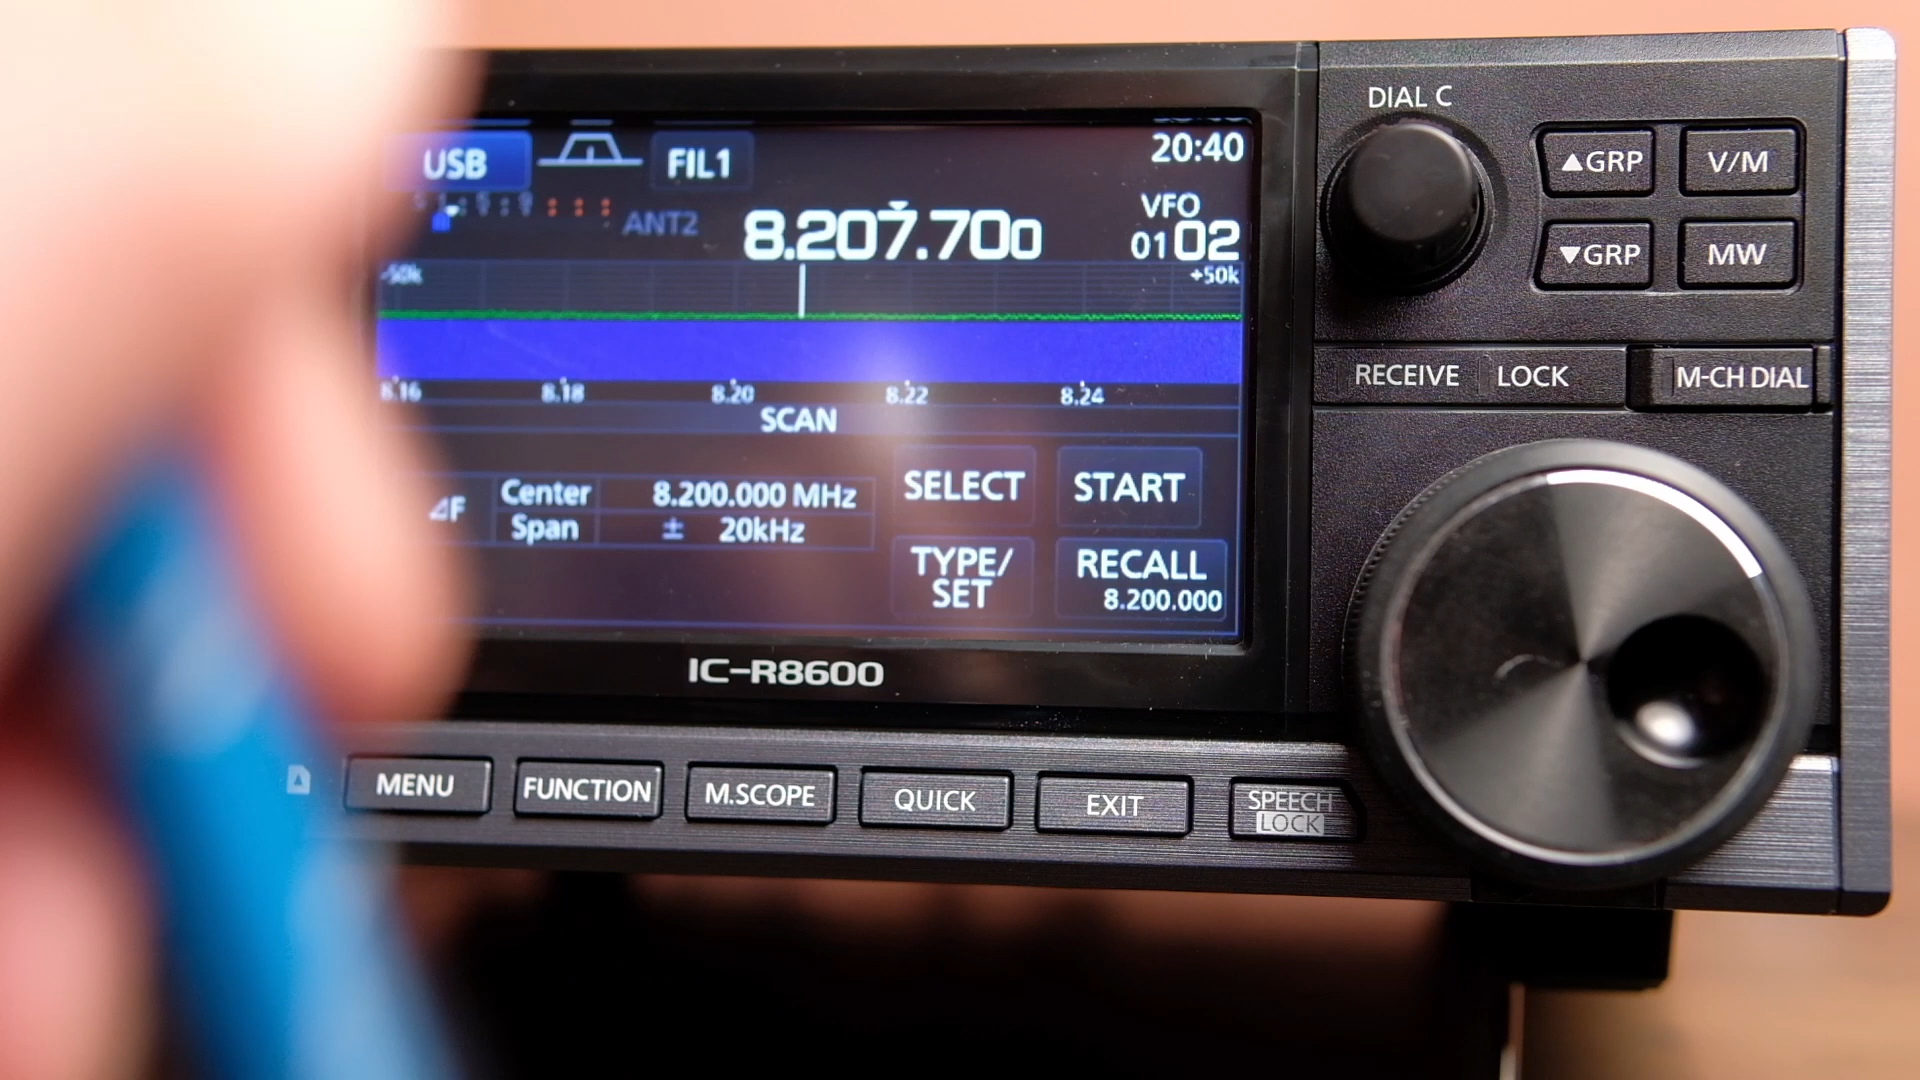 DIAL C
USB FIL1 20:40
▲GRP V/M
ANT2 8.207.700 VFO
01 02
▼GRP MW
-50k +50k
8.16 8.18 8.20 8.22 8.24
RECEIVE LOCK M-CH DIAL
SCAN
⊿F Center 8.200.000 MHz
Span ± 20kHz
SELECT START
TYPE/
SET
RECALL
8.200.000
IC-R8600
MENU FUNCTION M.SCOPE QUICK EXIT SPEECH
LOCK